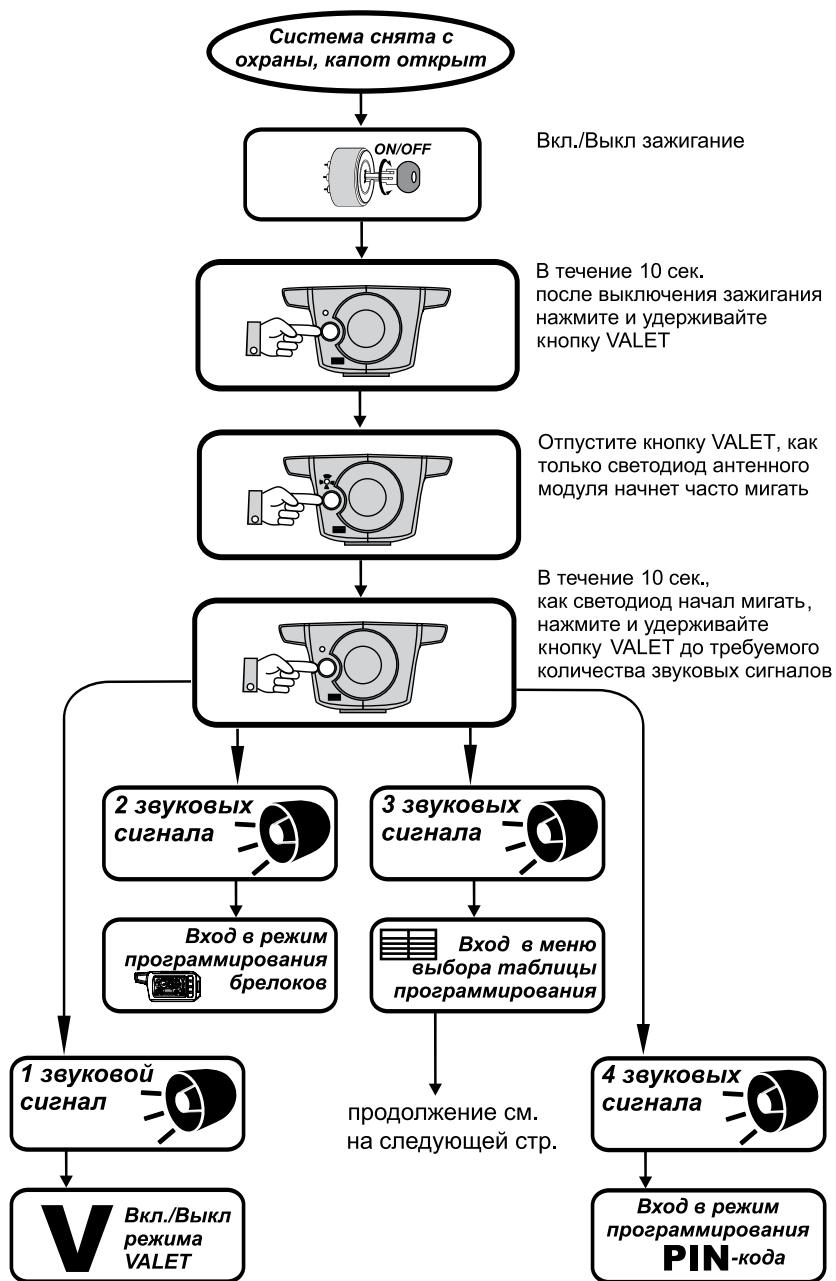 Система снята с
охраны, капот открыт
ON/OFF
Вкл./Выкл зажигание
В течение 10 сек.
после выключения зажигания
нажмите и удерживайте
кнопку VALET
Отпустите кнопку VALET, как
только светодиод антенного
модуля начнет часто мигать
В течение 10 сек.,
как светодиод начал мигать,
нажмите и удерживайте
кнопку VALET до требуемого
количества звуковых сигналов
2 звуковых
сигнала
3 звуковых
сигнала
Вход в режим
программирования
брелоков
Вход в меню
выбора таблицы
программирования
1 звуковой
сигнал
продолжение см.
на следующей стр.
4 звуковых
сигнала
V Вкл./Выкл
режима
VALET
Вход в режим
программирования
PIN-кода